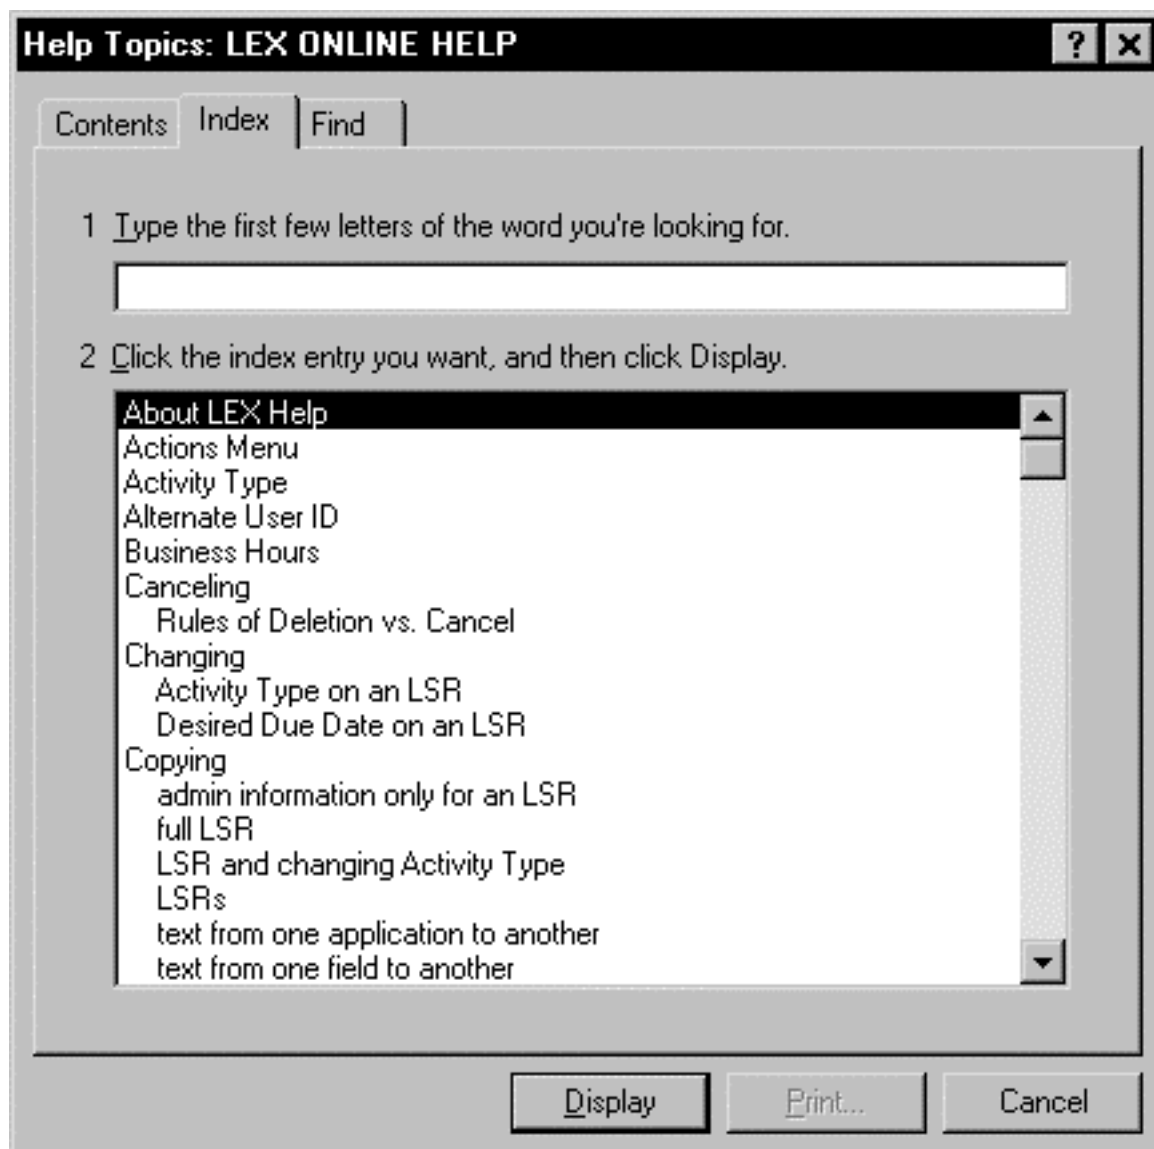 Help Topics: LEX ONLINE HELP
Contents Index Find
1 Type the first few letters of the word you're looking for.
2 Click the index entry you want, and then click Display.
About LEX Help
Actions Menu
Activity Type
Alternate User ID
Business Hours
Canceling
Rules of Deletion vs. Cancel
Changing
Activity Type on an LSR
Desired Due Date on an LSR
Copying
admin information only for an LSR
full LSR
LSR and changing Activity Type
LSRs
text from one application to another
text from one field to another
Display Print... Cancel